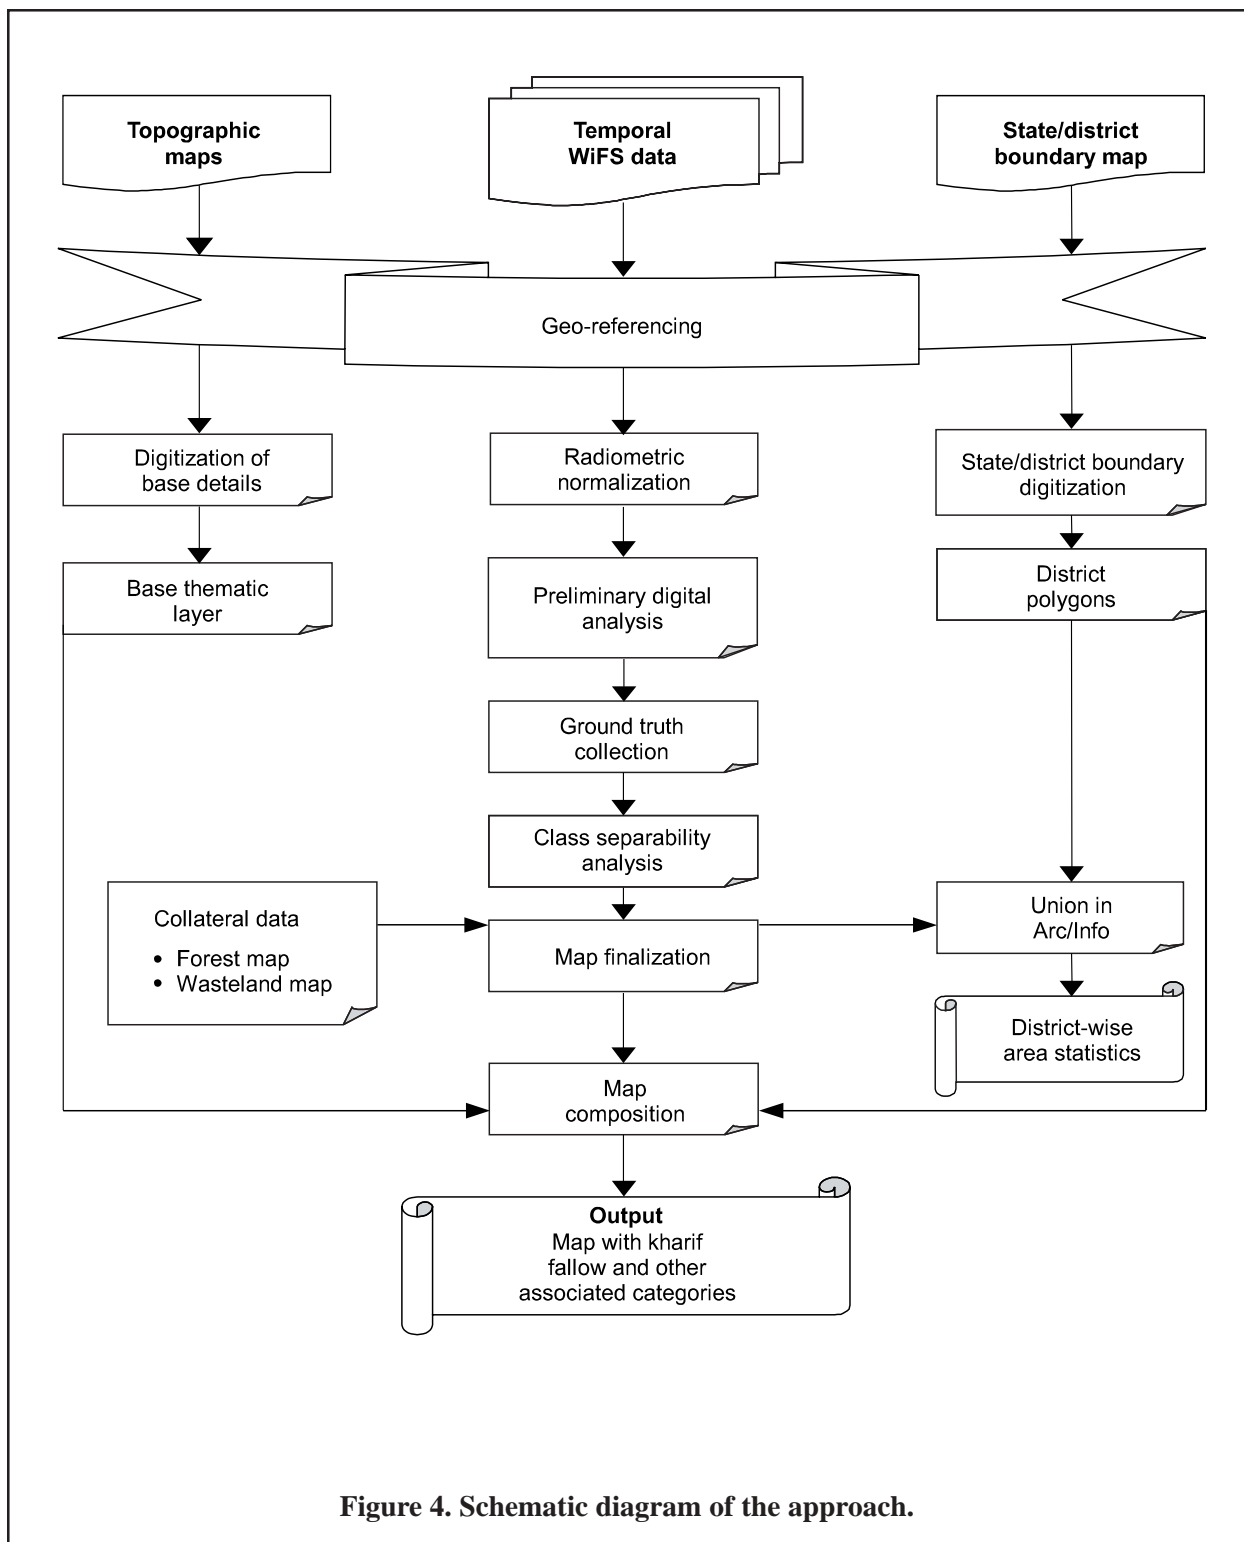 Topographic
maps
Temporal
WiFS data
State/district
boundary map
Geo-referencing
Digitization of
base details
Radiometric
normalization
State/district boundary
digitization
Base thematic
layer
Preliminary digital
analysis
District
polygons
Ground truth
collection
Class separability
analysis
Collateral data
• Forest map
• Wasteland map
Map finalization
Union in
Arc/Info
District-wise
area statistics
Map
composition
Output
Map with kharif
fallow and other
associated categories
Figure 4. Schematic diagram of the approach.